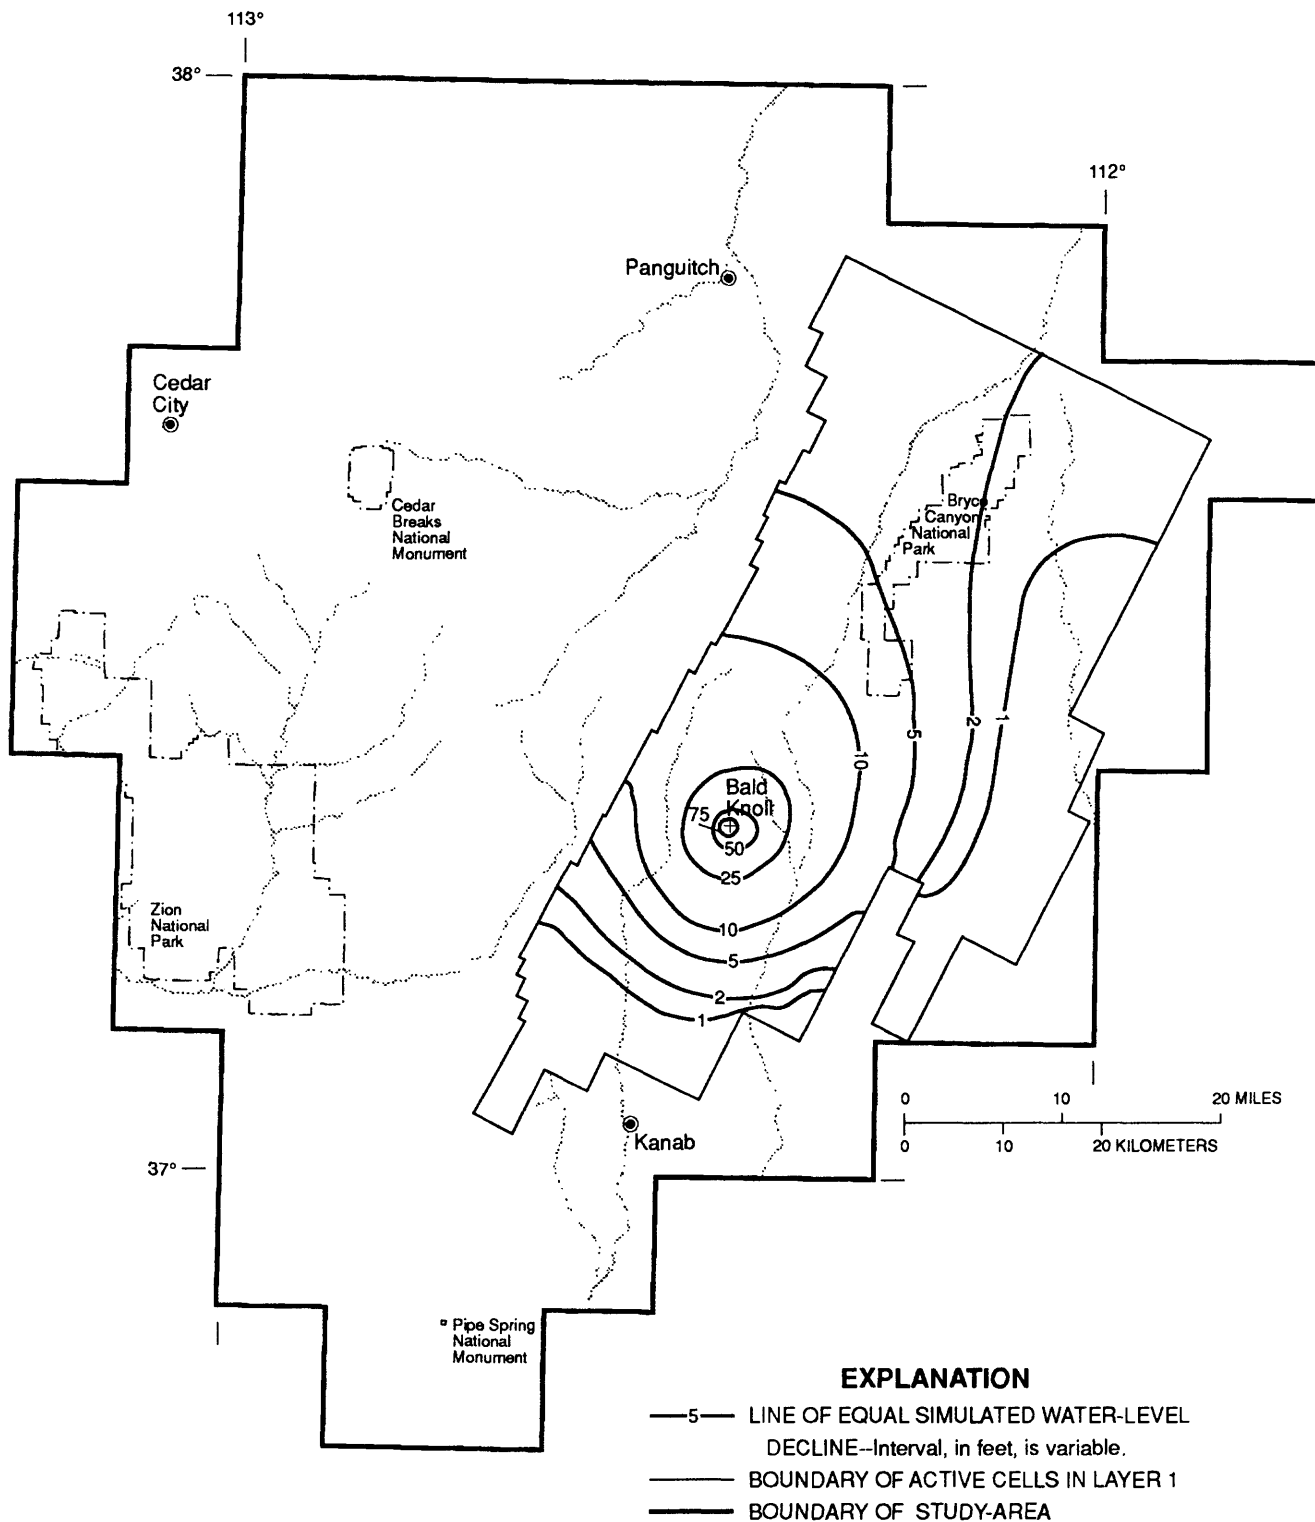 113°
38°
112°
Panguitch
Cedar
City
Cedar
Breaks
National
Monument
Bryce
Canyon
National
Park
2
1
5
10
Bald
Knoll
75
50
25
Zion
National
Park
10
5
2
1
0 10 20 MILES
0 10 20 KILOMETERS
Kanab
37°
Pipe Spring
National
Monument
EXPLANATION
5 LINE OF EQUAL SIMULATED WATER-LEVEL
DECLINE--Interval, in feet, is variable.
BOUNDARY OF ACTIVE CELLS IN LAYER 1
BOUNDARY OF STUDY-AREA